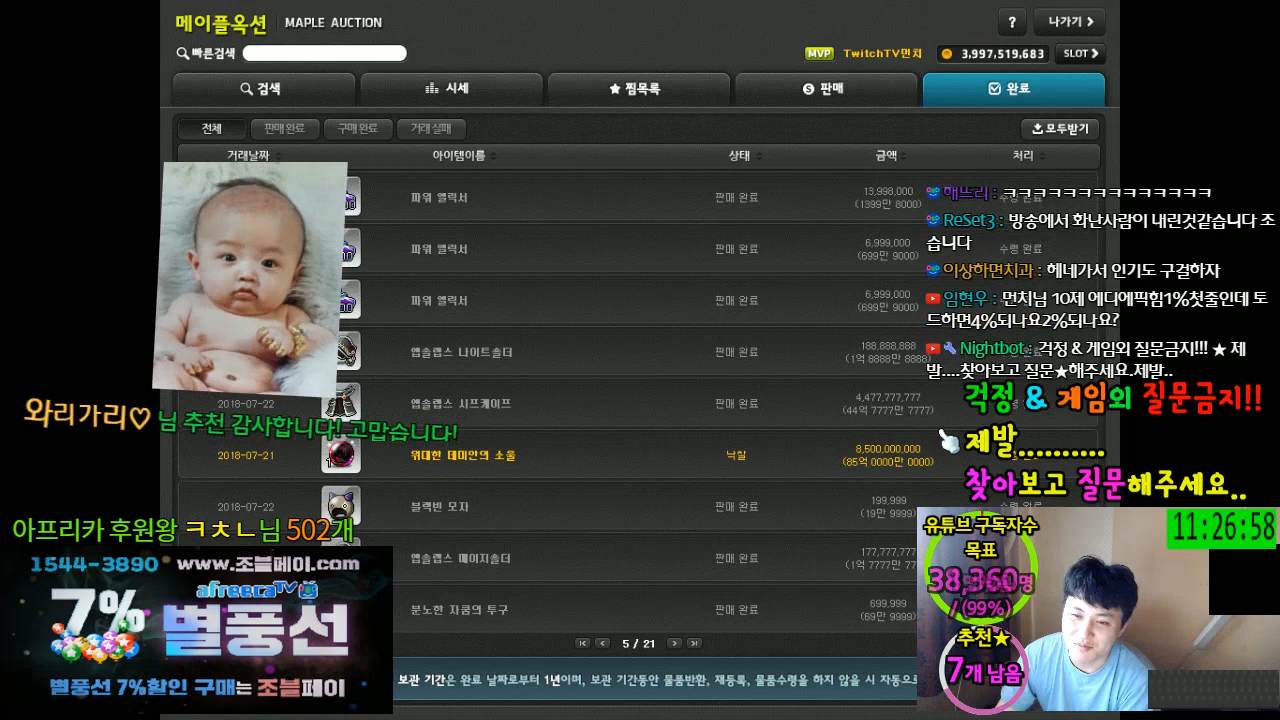 메이플옥션 MAPLE AUCTION
? 나가기
빠른검색
MVP TwitchTV먼치 3,997,519,683 SLOT
검색 시세 찜목록 판매 완료
전체 판매 완료 구매 완료 거래 실패 모두받기
거래날짜 아이템이름 상태 금액 처리
파워 엘릭서 판매 완료 13,998,000
(1399만 8000) 수령 완료
파워 엘릭서 판매 완료 6,999,000
(699만 9000) 수령 완료
파워 엘릭서 판매 완료 6,999,000
(699만 9000)
앱솔랩스 나이트숄더 판매 완료 188,888,888
(1억 8888만 8888)
2018-07-22 앱솔랩스 시프케이프 판매 완료 4,477,777,777
(44억 7777만 7777)
2018-07-21 위대한 데미안의 소울 낙찰 8,500,000,000
(85억 0000만 0000)
2018-07-22 블랙빈 모자 판매 완료 199,999
(19만 9999)
앱솔랩스 메이지숄더 판매 완료 177,777,777
(1억 7777만 777
분노한 자쿰의 투구 판매 완료 699,999
(69만 9999)
5 / 21
보관 기간은 완료 날짜로부터 1년이며, 보관 기간동안 물품반환, 재등록, 물품수령을 하지 않을 시 자동으로
해뜨리 : ㅋㅋㅋㅋㅋㅋㅋㅋㅋㅋㅋㅋㅋㅋ
ReSet3 : 방송에서 화난사람이 내린것같습니다 조
습니다
이상하면치과 : 헤네가서 인기도 구걸하자
임현우 : 먼처님 10제 에디에픽힘1%첫줄인데 토
드하면4%되나요2%되나요?
Nightbot : 걱정 & 게임외 질문금지!!! ★ 제
발....찾아보고 질문★해주세요.제발..
걱정 & 게임외 질문금지!!
제발..........
찾아보고 질문해주세요..
와리가리♡ 님 추천 감사합니다! 고맙습니다!
아프리카 후원왕 ㅋㅊㄴ님 502개
1544-3890 www.조블페이.com
afreecaTV
7% 별풍선
별풍선 7%할인 구매는 조블페이
유튜브 구독자수
목표
38,360명
/ (99%)
추천★
7개 남음
11:26:58